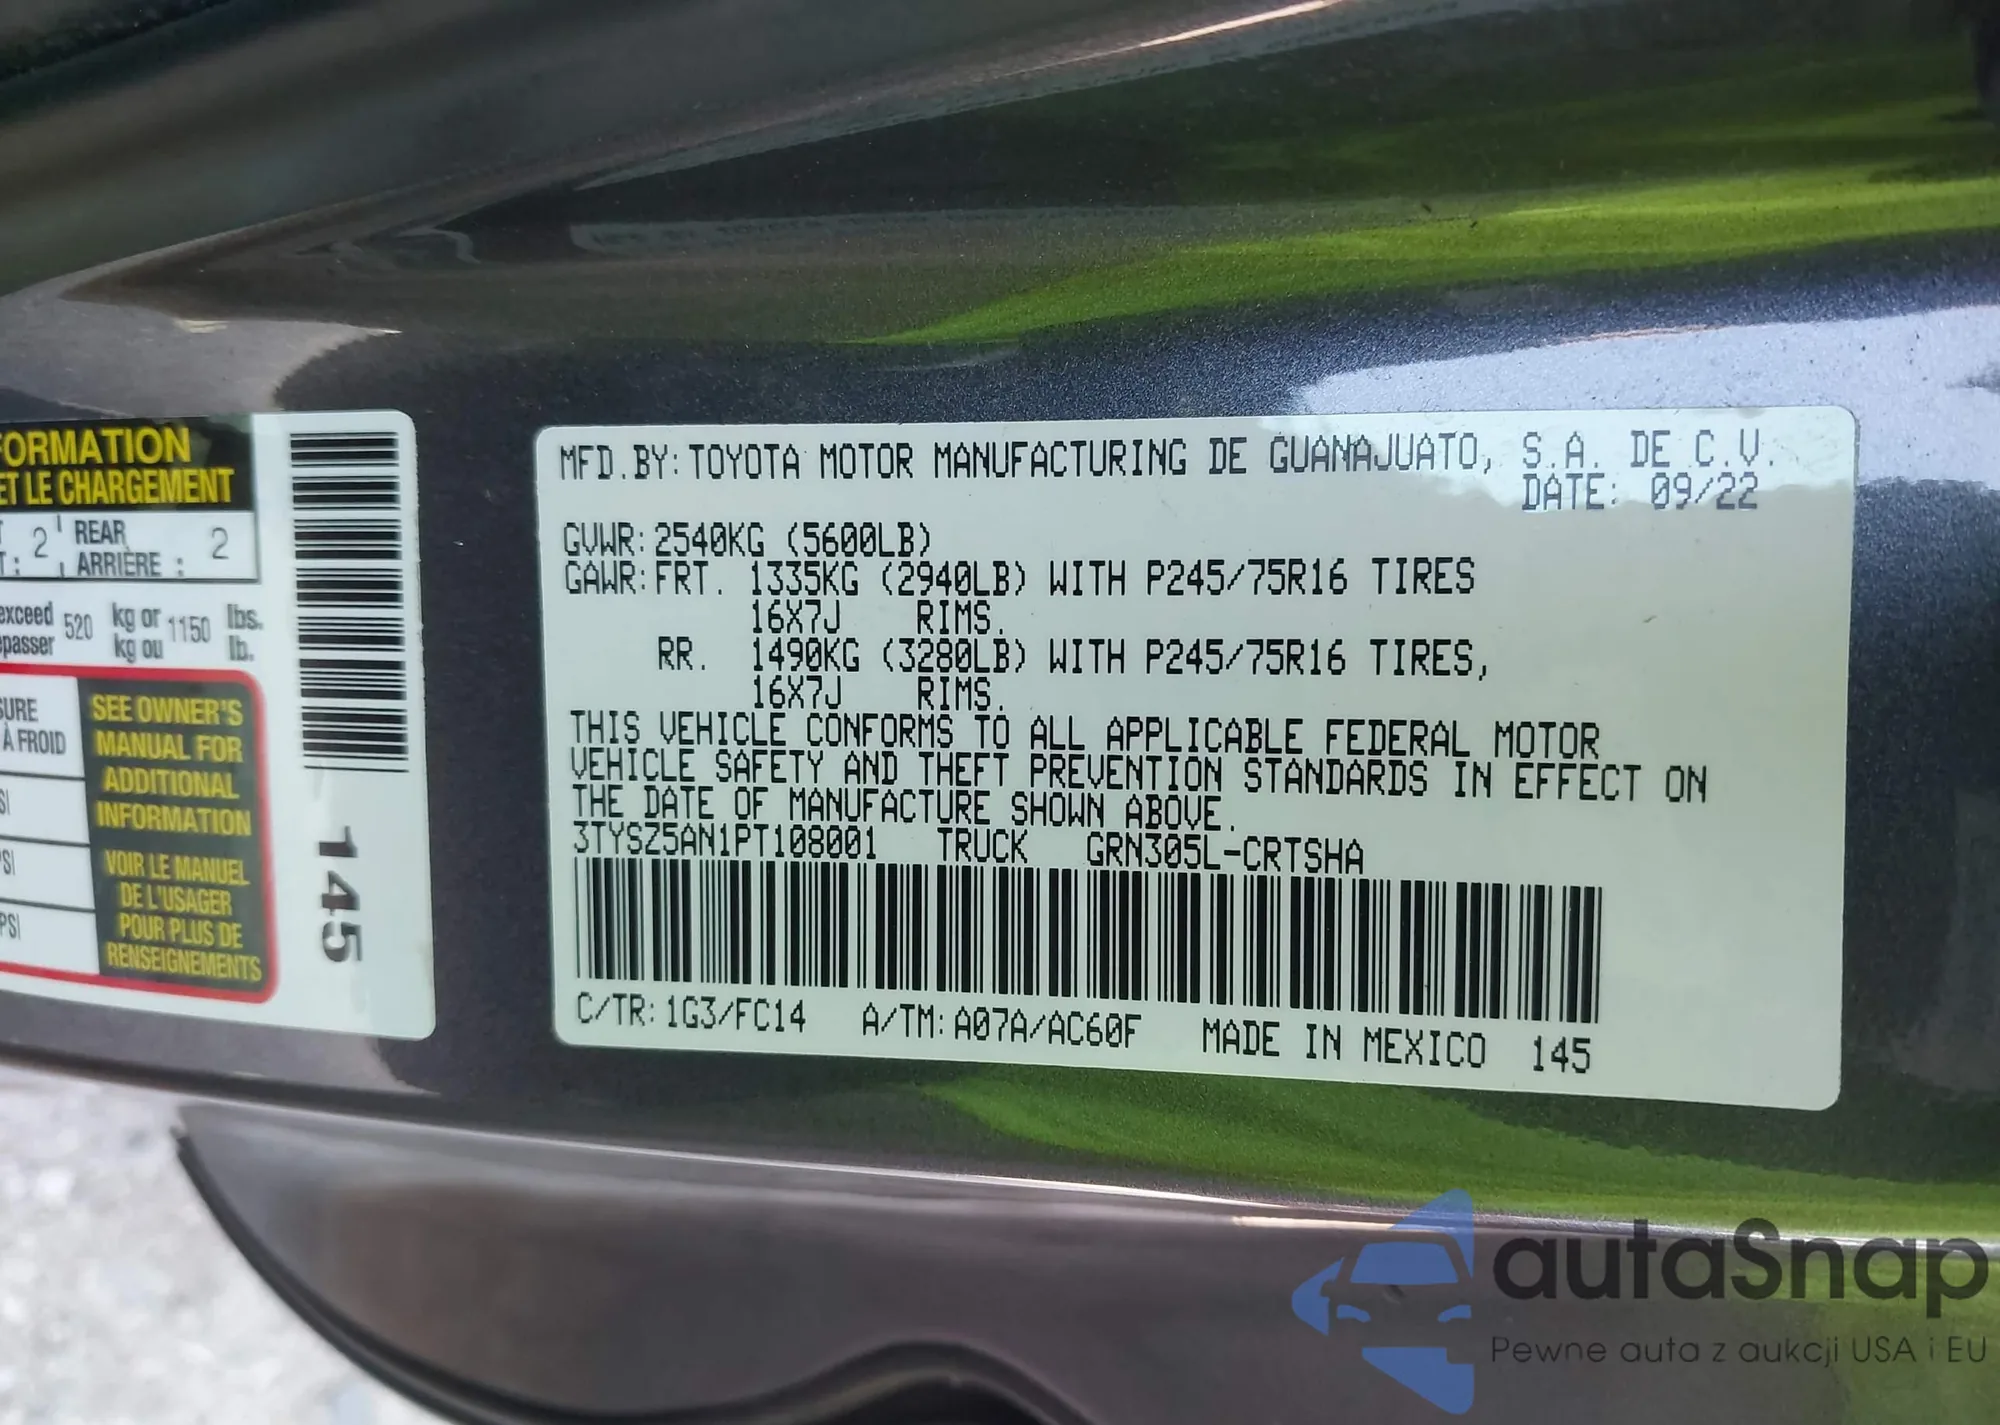 FORMATION
ET LE CHARGEMENT
T : 2 REAR
ARRIÈRE : 2
exceed 520 kg or 1150 lbs.
passer kg ou lb.
SURE
À FROID
SEE OWNER'S
MANUAL FOR
ADDITIONAL
INFORMATION
VOIR LE MANUEL
DE L'USAGER
POUR PLUS DE
RENSEIGNEMENTS
PSI
PSI
145
MFD.BY:TOYOTA MOTOR MANUFACTURING DE GUANAJUATO, S.A. DE C.V.
DATE: 09/22
GVWR:2540KG (5600LB)
GAWR:FRT. 1335KG (2940LB) WITH P245/75R16 TIRES
16X7J RIMS.
RR. 1490KG (3280LB) WITH P245/75R16 TIRES,
16X7J RIMS.
THIS VEHICLE CONFORMS TO ALL APPLICABLE FEDERAL MOTOR
VEHICLE SAFETY AND THEFT PREVENTION STANDARDS IN EFFECT ON
THE DATE OF MANUFACTURE SHOWN ABOVE.
3TYSZ5AN1PT108001 TRUCK GRN305L-CRTSHA
C/TR:1G3/FC14 A/TM:A07A/AC60F MADE IN MEXICO 145
autaSnap
Pewne auta z aukcji USA i EU